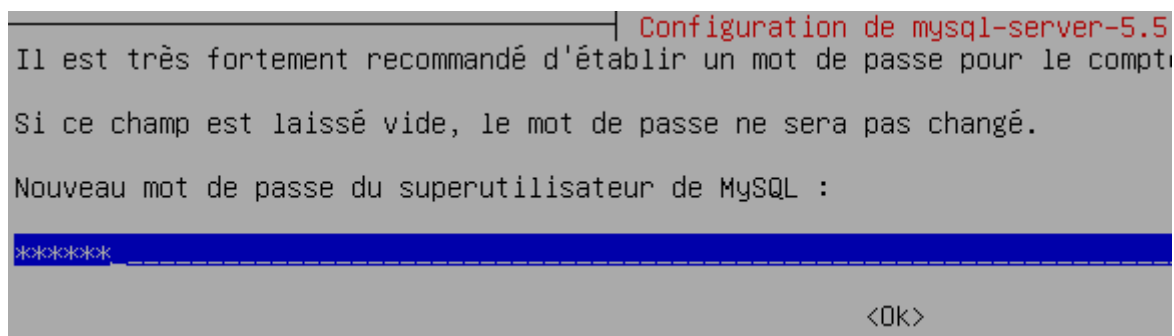 Configuration de mysql-server-5.5
Il est très fortement recommandé d'établir un mot de passe pour le
Si ce champ est laissé vide, le mot de passe ne sera pas changé.
Nouveau mot de passe du superutilisateur de MySQL :
******
<Ok>